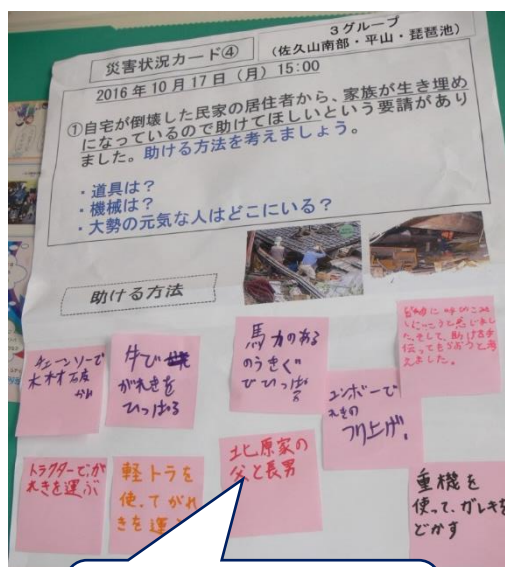 災害状況カード④
3グループ
(佐久山南部・平山・琵琶池)
2016年10月17日(月)15:00
①自宅が倒壊した民家の居住者から、家族が生き埋め
になっているので助けてほしいという要請があり
ました。助ける方法を考えましょう。
・道具は?
・機械は?
・大勢の元気な人はどこにいる?
助ける方法
チェーンソーで
木材破
牛で
がれきを
ひっぱる
馬力のある
のうきぐ
でひっぱる
ユンボーで
れきの
つり上げ!
トラクターでが
れきを運ぶ
軽トラを
使ってがれ
きを運
北原家の
父と長男
重機を
使って、ガレキを
どかす